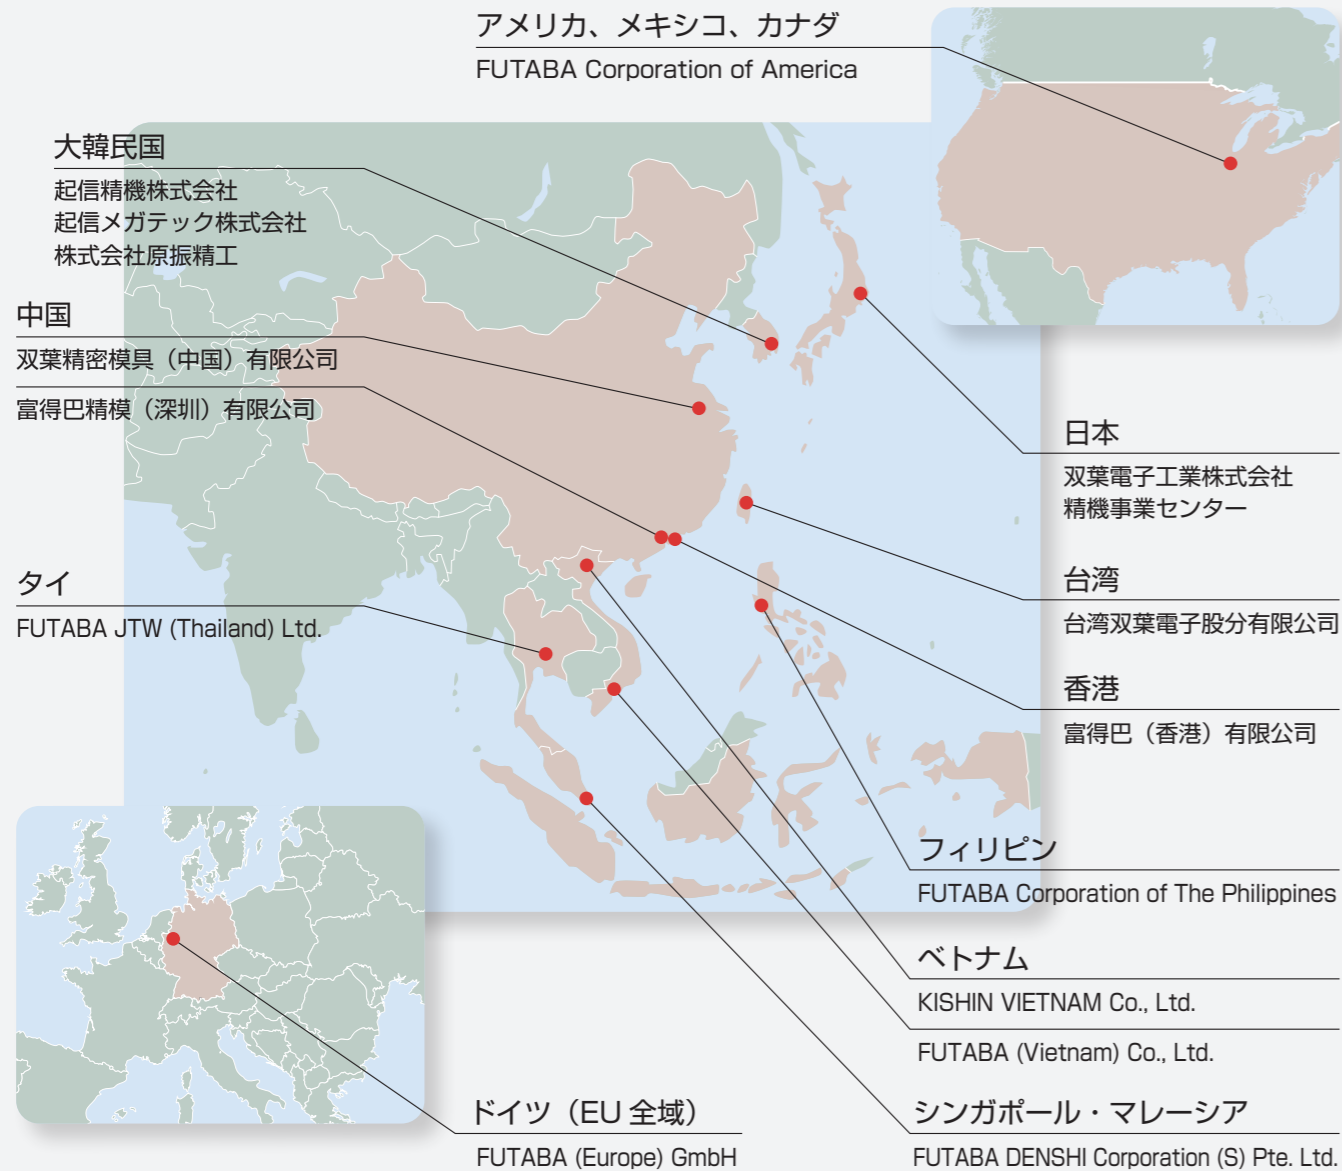 アメリカ、メキシコ、カナダ
FUTABA Corporation of America
大韓民国
起信精機株式会社
起信メガテック株式会社
株式会社原振精工
中国
双葉精密模具（中国）有限公司
富得巴精模（深圳）有限公司
日本
双葉電子工業株式会社
精機事業センター
台湾
台湾双葉電子股分有限公司
タイ
FUTABA JTW (Thailand) Ltd.
香港
富得巴（香港）有限公司
フィリピン
FUTABA Corporation of The Philippines
ベトナム
KISHIN VIETNAM Co., Ltd.
FUTABA (Vietnam) Co., Ltd.
ドイツ（EU 全域）
FUTABA (Europe) GmbH
シンガポール・マレーシア
FUTABA DENSHI Corporation (S) Pte. Ltd.